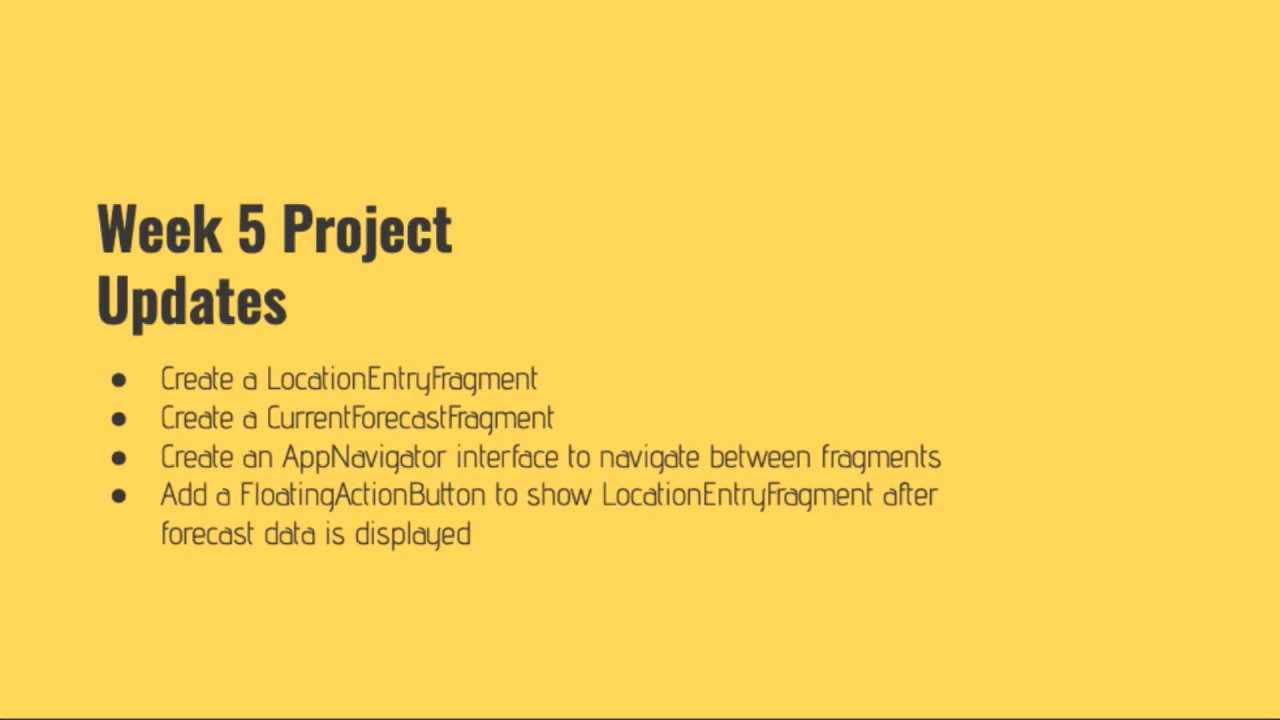 Week 5 Project
Updates
● Create a LocationEntryFragment
● Create a CurrentForecastFragment
● Create an AppNavigator interface to navigate between fragments
● Add a FloatingActionButton to show LocationEntryFragment after
forecast data is displayed